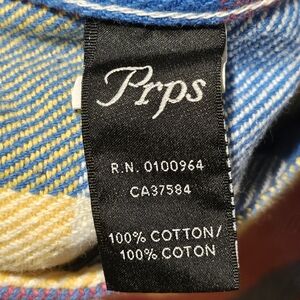 Prps
R.N. 0100964
CA37584
100% COTTON/
100% COTON